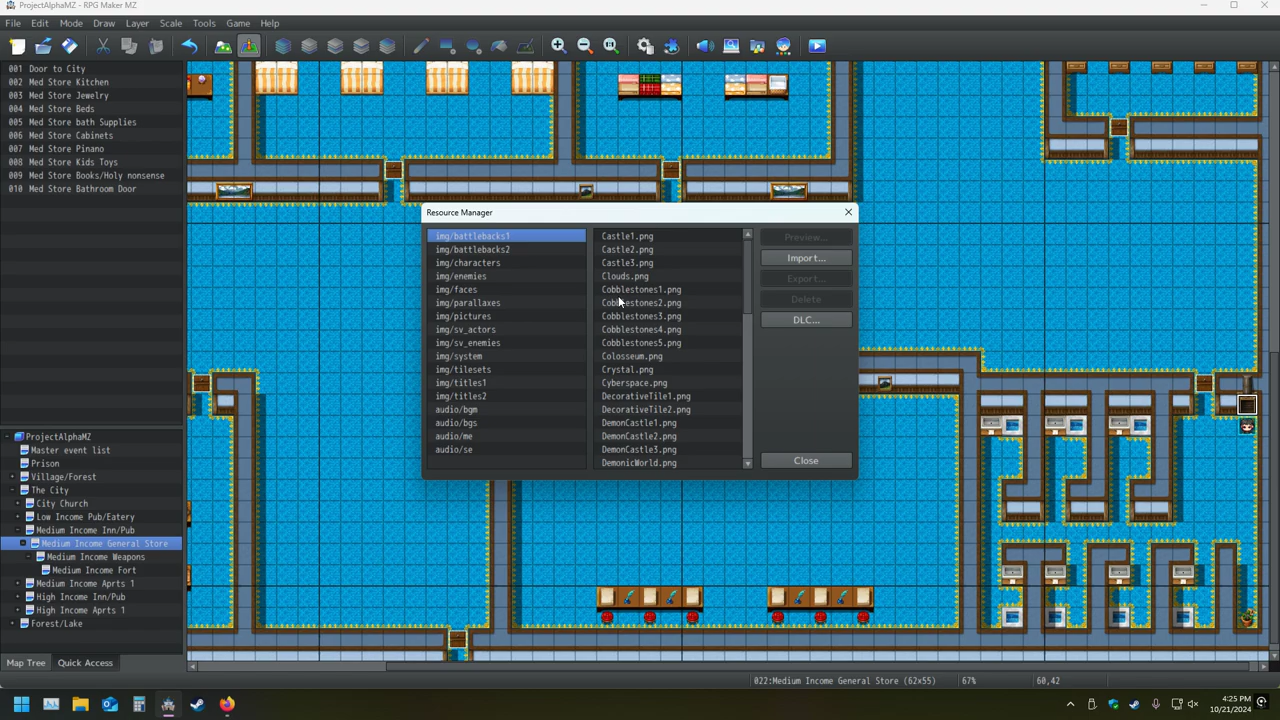 ProjectAlphaMZ - RPG Maker MZ
File Edit Mode Draw Scale Tools Game Help
001 Door to City
002 Med Store Kitchen
003 Med Store Jewelry
004 Med Store Beds
005 Med Store bath Supplies
006 Med Store Cabinets
007 Med Store Pinano
008 Med Store Kids Toys
009 Med Store Books/Holy nonsense
010 Med Store Bathroom Door
ProjectAlphaMZ
Master event list
Prison
Village/Forest
The City
City Church
Low Income Pub/Eatery
Medium Income Inn/Pub
Medium Income General Store
Medium Income Weapons
Medium Income Fort
Medium Income Aprts 1
High Income Inn/Pub
High Income Aprts 1
Forest/Lake
Map Tree Quick Access
Resource Manager
img/battlebacks1
img/battlebacks2
img/characters
img/enemies
img/faces
img/parallaxes
img/pictures
img/sv_actors
img/sv_enemies
img/system
img/tilesets
img/titles1
img/titles2
audio/bgm
audio/bgs
audio/me
audio/se
Castle1.png
Castle2.png
Castle3.png
Clouds.png
Cobblestones1.png
Cobblestones2.png
Cobblestones3.png
Cobblestones4.png
Cobblestones5.png
Colosseum.png
Crystal.png
Cyberspace.png
DecorativeTile1.png
DecorativeTile2.png
DemonCastle1.png
DemonCastle2.png
DemonCastle3.png
DemonicWorld.png
Preview...
Import...
Export...
Delete
DLC...
Close
022:Medium Income General Store (62x55) 67% 60,42
4:25 PM
10/21/2024